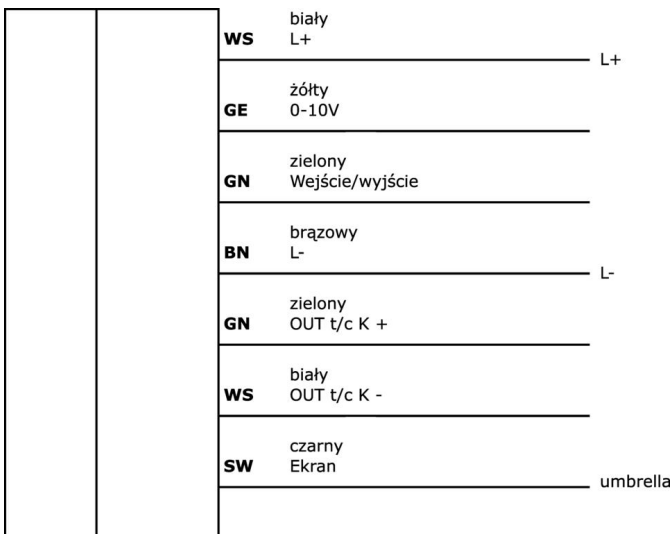 biały
WS L+
L+
żółty
GE 0-10V
zielony
GN Wejście/wyjście
brązowy
BN L-
L-
zielony
GN OUT t/c K +
biały
WS OUT t/c K -
czarny
SW Ekran
umbrella